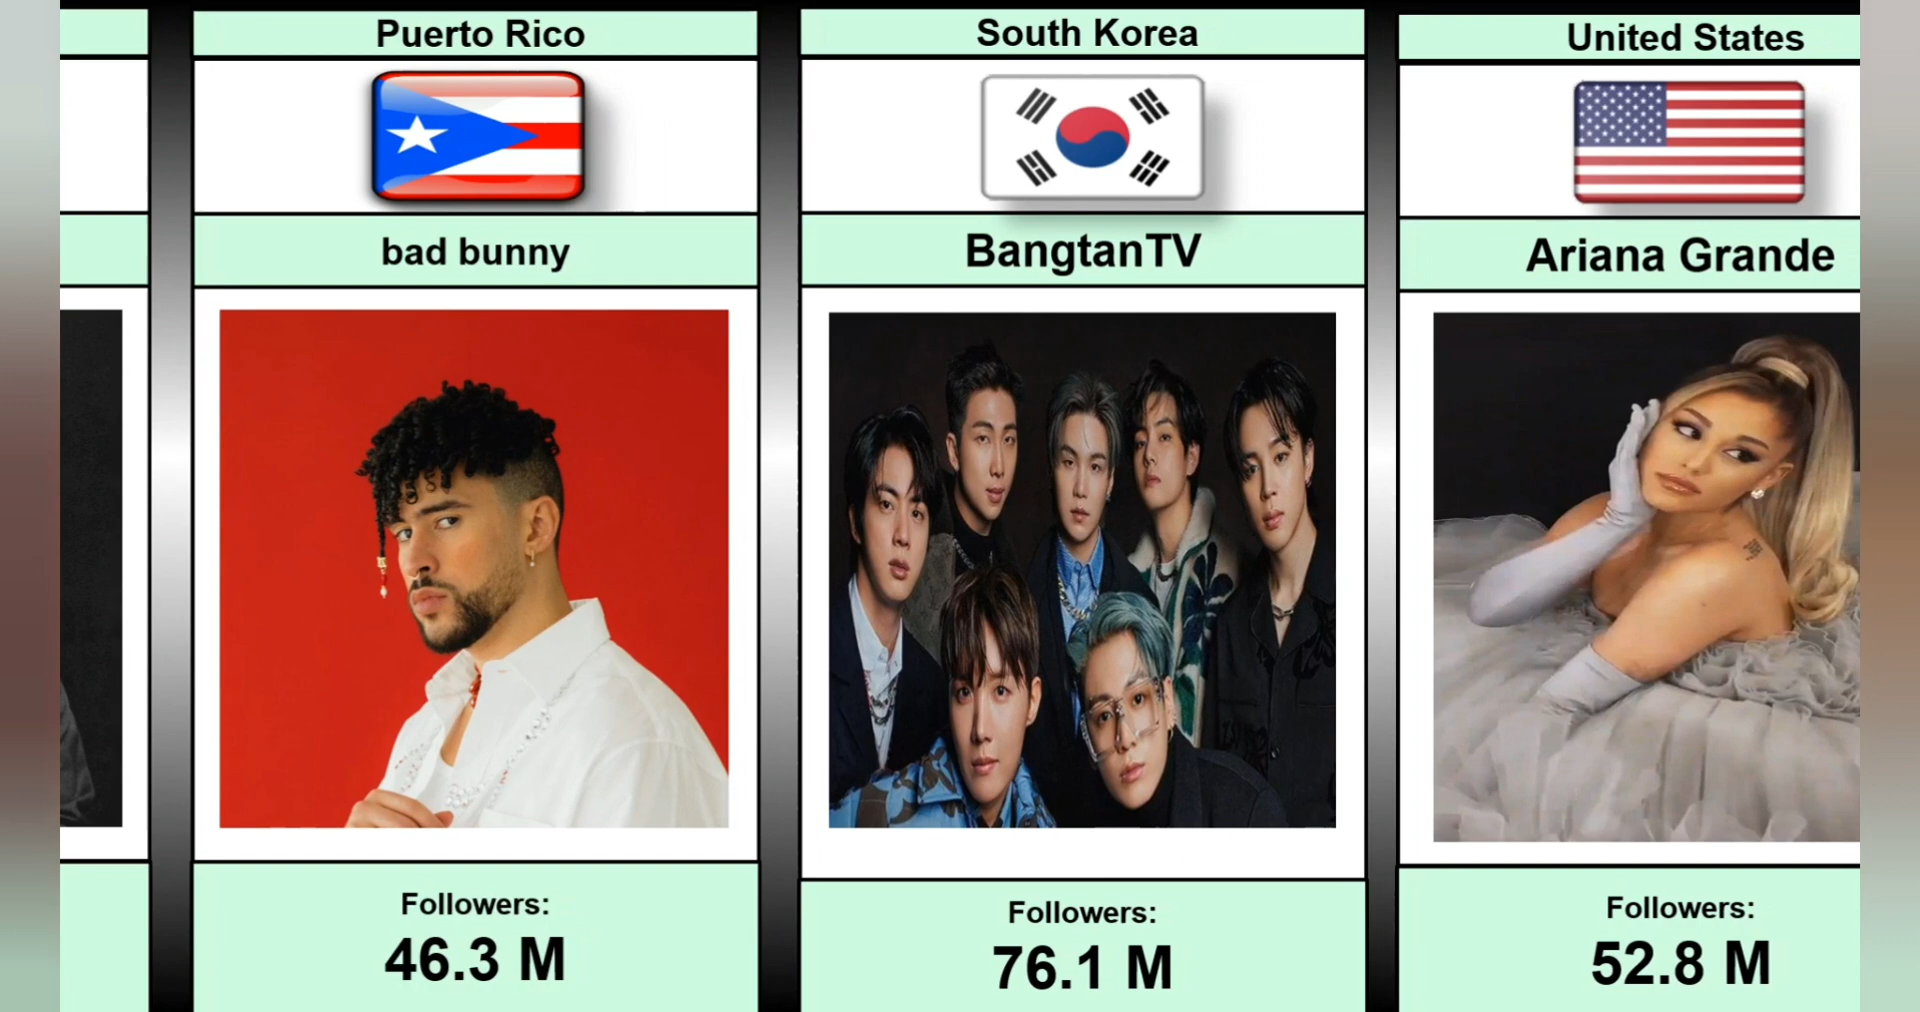 Puerto Rico
bad bunny
Followers:
46.3 M
South Korea
BangtanTV
Followers:
76.1 M
United States
Ariana Grande
Followers:
52.8 M